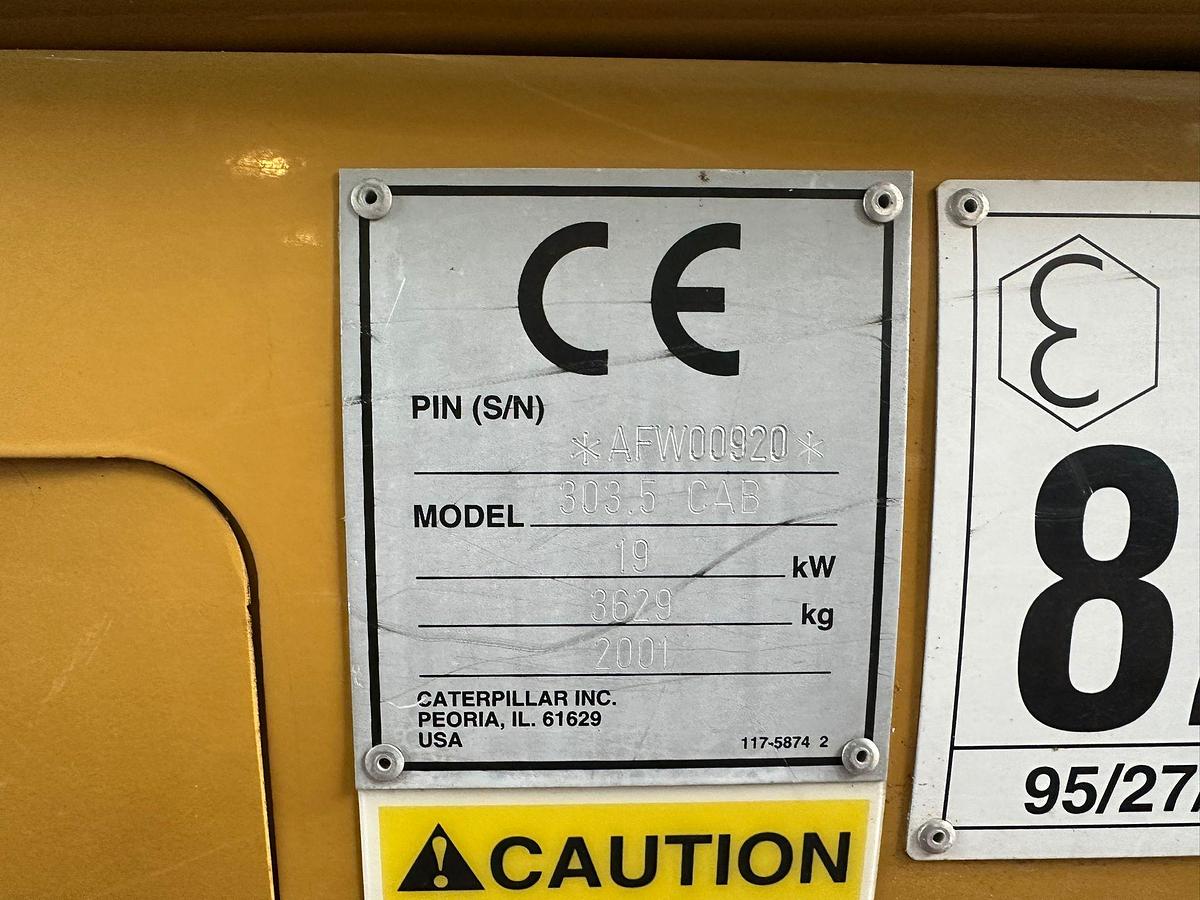 CE
PIN (S/N)
*AFW00920*
MODEL 303.5 CAB
19 kW
3629 kg
2001
CATERPILLAR INC.
PEORIA, IL. 61629
USA
117-5874 2
CAUTION
8
95/27/